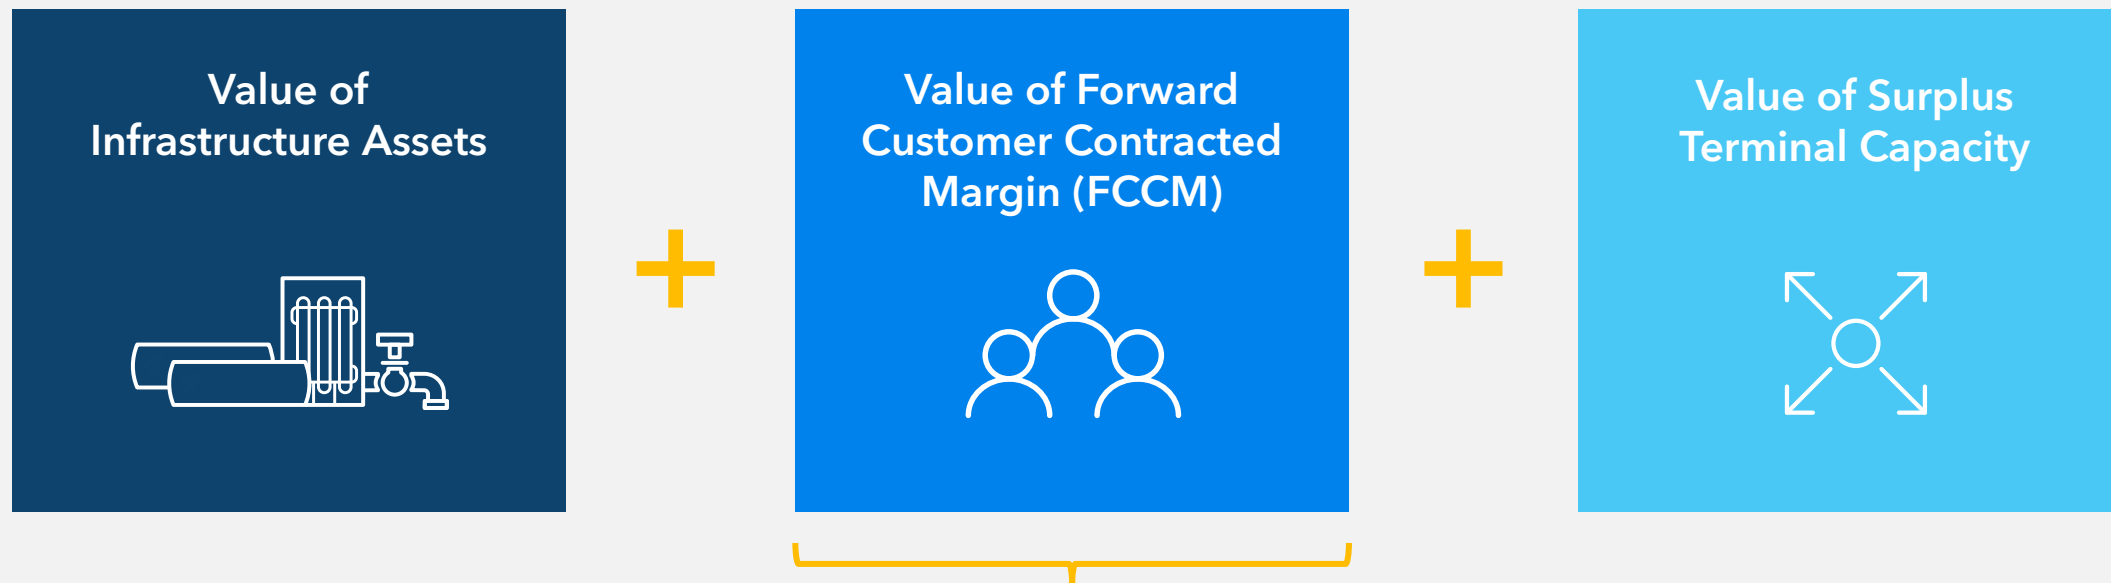 Value of
Infrastructure Assets
Value of Forward
Customer Contracted
Margin (FCCM)
Value of Surplus
Terminal Capacity